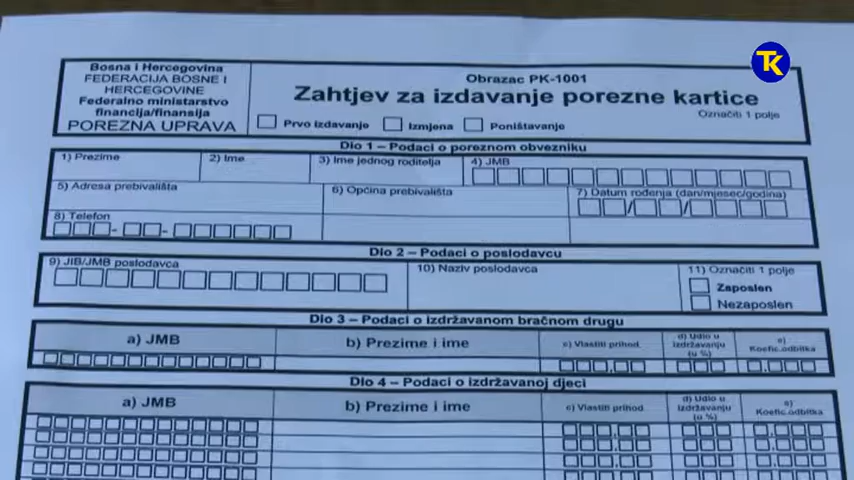 TK
Bosna i Hercegovina
FEDERACIJA BOSNE I
HERCEGOVINE
Federalno ministarstvo
financija/finansija
POREZNA UPRAVA
Obrazac PK-1001
Zahtjev za izdavanje porezne kartice
Označiti 1 polje
Prvo izdavanje
Izmjena
Poništavanje
Dio 1 – Podaci o poreznom obvezniku
1) Prezime
2) Ime
3) Ime jednog roditelja
4) JMB
5) Adresa prebivališta
6) Općina prebivališta
7) Datum rođenja (dan/mjesec/godina)
8) Telefon
Dio 2 – Podaci o poslodavcu
9) JIB/JMB poslodavca
10) Naziv poslodavca
11) Označiti 1 polje
Zaposlen
Nezaposlen
Dio 3 – Podaci o izdržavanom bračnom drugu
a) JMB
b) Prezime i ime
c) Vlastiti prihod
d) Udio u
izdržavanju
(u %)
e)
Koefic.odbitka
Dio 4 – Podaci o izdržavanoj djeci
a) JMB
b) Prezime i ime
c) Vlastiti prihod
d) Udio u
izdržavanju
(u %)
e)
Koefic.odbitka